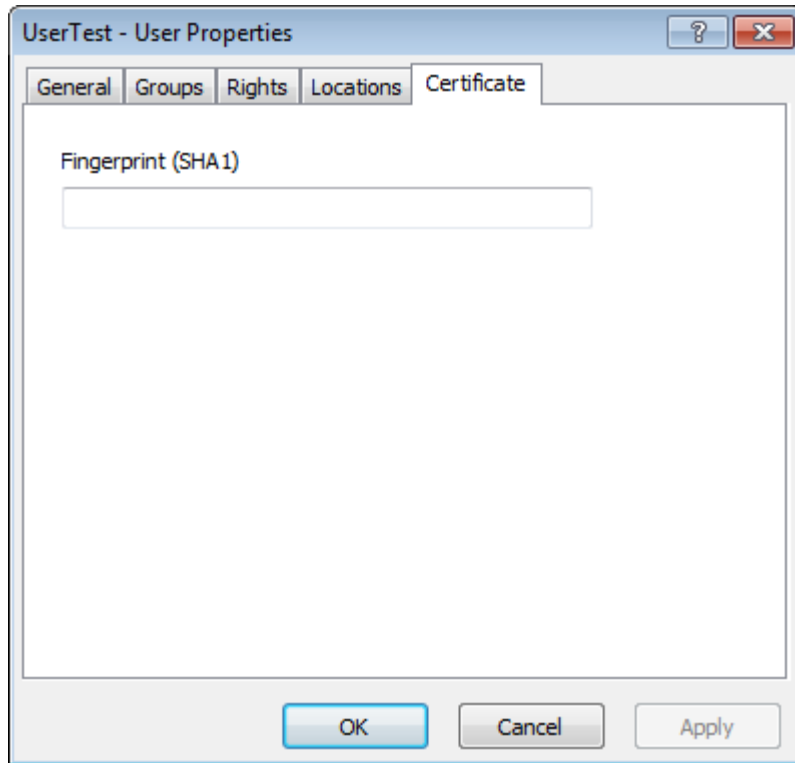 UserTest - User Properties
General Groups Rights Locations Certificate
Fingerprint (SHA1)
OK Cancel Apply